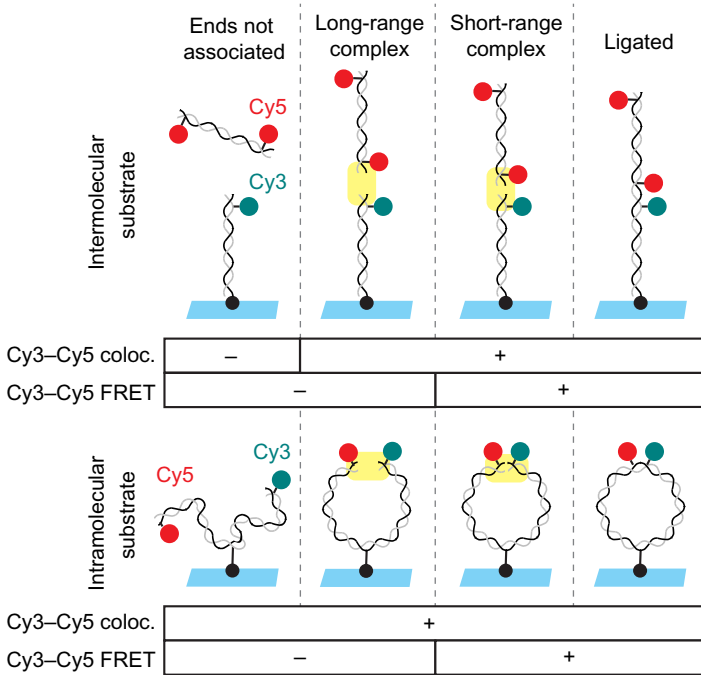 Ends not
associated
Long-range
complex
Short-range
complex
Ligated
Intermolecular
substrate
Cy5
Cy3
Cy3–Cy5 coloc.
–
+
Cy3–Cy5 FRET
–
+
Intramolecular
substrate
Cy5
Cy3
Cy3–Cy5 coloc.
+
Cy3–Cy5 FRET
–
+